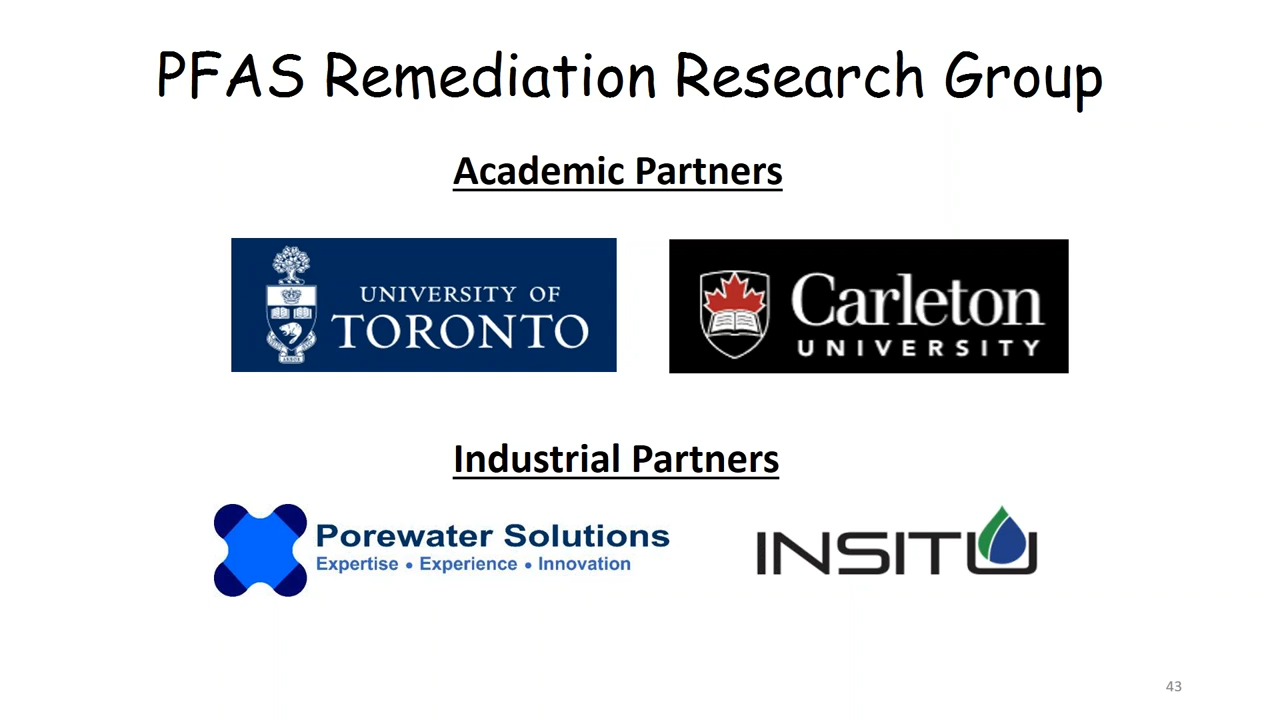 PFAS Remediation Research Group
Academic Partners
UNIVERSITY OF
TORONTO
Carleton
UNIVERSITY
Industrial Partners
Porewater Solutions
Expertise • Experience • Innovation
INSITU
43